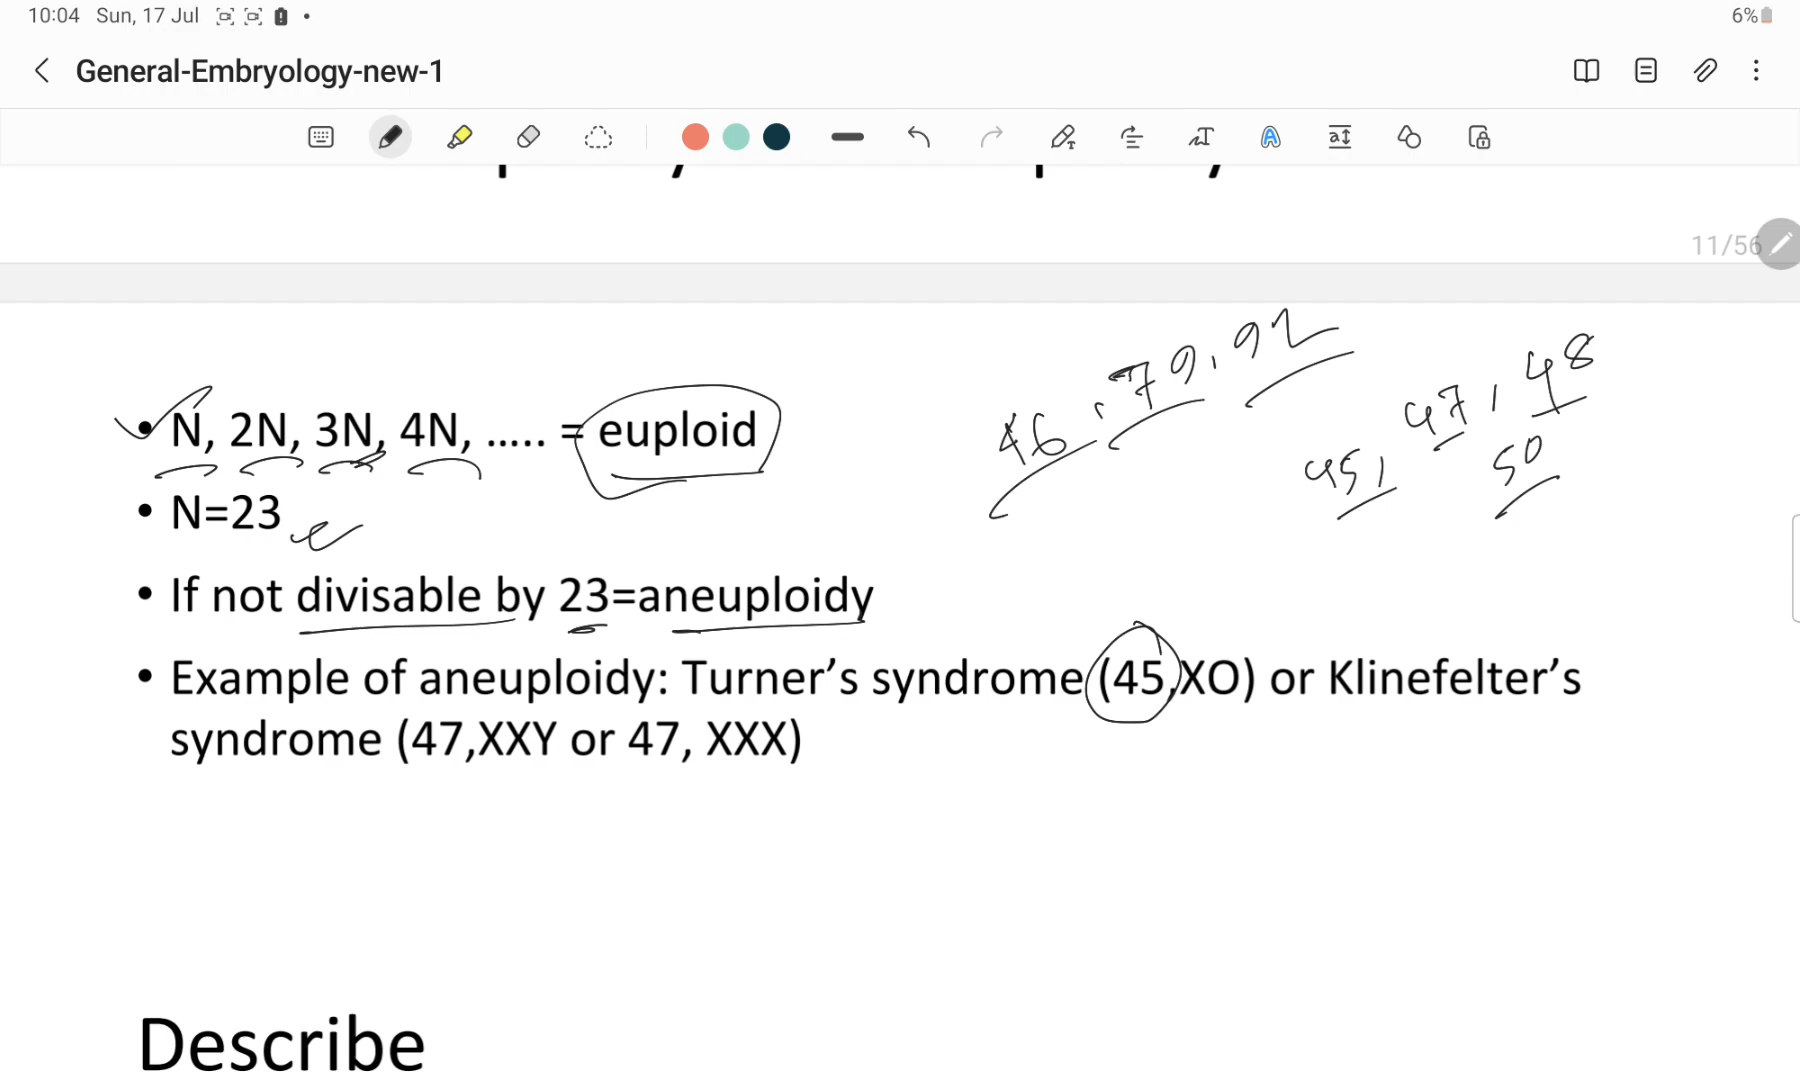 10:04 Sun, 17 Jul
6%
General-Embryology-new-1
11/56
46, 79, 92
47, 48
45,
50
• N, 2N, 3N, 4N, ..... = euploid
• N=23
• If not divisable by 23=aneuploidy
• Example of aneuploidy: Turner’s syndrome (45,XO) or Klinefelter’s
syndrome (47,XXY or 47, XXX)
Describe